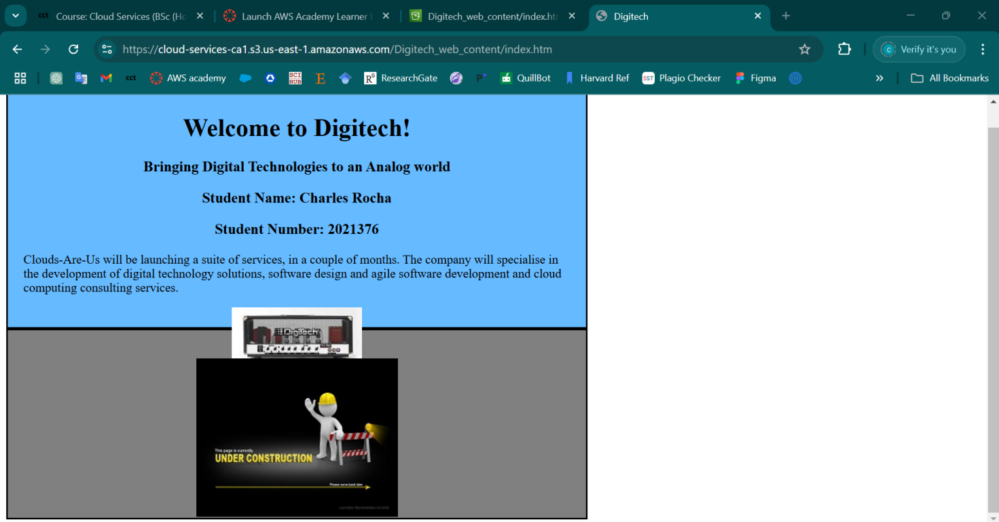 cct Course: Cloud Services (BSc (Ho
Launch AWS Academy Learner
Digitech_web_content/index.htm
Digitech
https://cloud-services-ca1.s3.us-east-1.amazonaws.com/Digitech_web_content/index.htm
C Verify it's you
cct
AWS academy
SCI HUB
E
RG ResearchGate
P
QuillBot
Harvard Ref
SST Plagio Checker
Figma
»
All Bookmarks
Welcome to Digitech!
Bringing Digital Technologies to an Analog world
Student Name: Charles Rocha
Student Number: 2021376
Clouds-Are-Us will be launching a suite of services, in a couple of months. The company will specialise in
the development of digital technology solutions, software design and agile software development and cloud
computing consulting services.
DigiTech
This page is currently
UNDER CONSTRUCTION
Please come back later